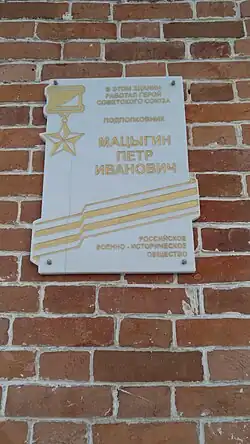 В ЭТОМ ЗДАНИИ
РАБОТАЛ ГЕРОЙ
СОВЕТСКОГО СОЮЗА
ПОДПОЛКОВНИК
МАЦЫГИН
ПЕТР
ИВАНОВИЧ
РОССИЙСКОЕ
ВОЕННО - ИСТОРИЧЕСКОЕ
ОБЩЕСТВО